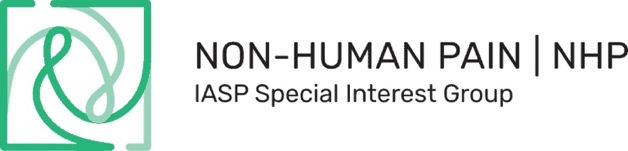 NON-HUMAN PAIN | NHP
IASP Special Interest Group